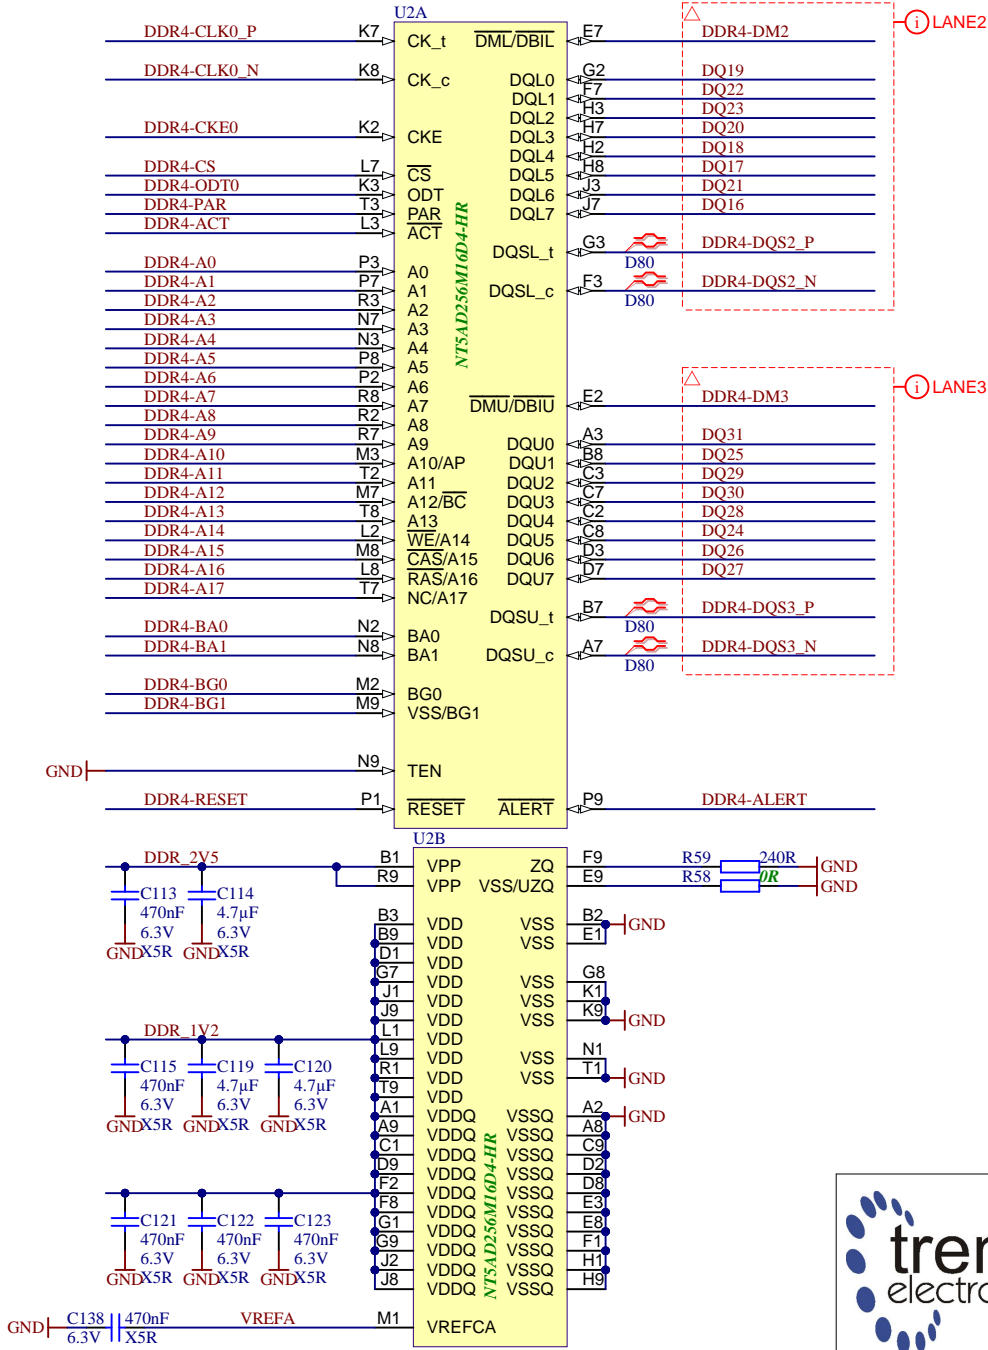 U2A
DDR4-CLK0_P K7 CK_t DML/DBIL E7 DDR4-DM2 i LANE2
DDR4-CLK0_N K8 CK_c DQL0 G2 DQ19
DQL1 F7 DQ22
DQL2 H3 DQ23
DDR4-CKE0 K2 CKE DQL3 H7 DQ20
DQL4 H2 DQ18
DDR4-CS L7 CS DQL5 H8 DQ17
DDR4-ODT0 K3 ODT DQL6 J3 DQ21
DDR4-PAR T3 PAR DQL7 J7 DQ16
DDR4-ACT L3 ACT
NT5AD256M16D4-HR
DQSL_t G3 D80 DDR4-DQS2_P
DDR4-A0 P3 A0
DDR4-A1 P7 A1 DQSL_c F3 D80 DDR4-DQS2_N
DDR4-A2 R3 A2
DDR4-A3 N7 A3
DDR4-A4 N3 A4
DDR4-A5 P8 A5
DDR4-A6 P2 A6
DDR4-A7 R8 A7 DMU/DBIU E2 DDR4-DM3 i LANE3
DDR4-A8 R2 A8
DDR4-A9 R7 A9 DQU0 A3 DQ31
DDR4-A10 M3 A10/AP DQU1 B8 DQ25
DDR4-A11 T2 A11 DQU2 C3 DQ29
DDR4-A12 M7 A12/BC DQU3 C7 DQ30
DDR4-A13 T8 A13 DQU4 C2 DQ28
DDR4-A14 L2 WE/A14 DQU5 C8 DQ24
DDR4-A15 M8 CAS/A15 DQU6 D3 DQ26
DDR4-A16 L8 RAS/A16 DQU7 D7 DQ27
DDR4-A17 T7 NC/A17
DQSU_t B7 D80 DDR4-DQS3_P
DDR4-BA0 N2 BA0
DDR4-BA1 N8 BA1 DQSU_c A7 D80 DDR4-DQS3_N
DDR4-BG0 M2 BG0
DDR4-BG1 M9 VSS/BG1
GND N9 TEN
DDR4-RESET P1 RESET ALERT P9 DDR4-ALERT
U2B
DDR_2V5 B1 VPP ZQ F9 R59 240R GND
R9 VPP VSS/UZQ E9 R58 0R GND
C113 470nF 6.3V X5R GND
C114 4.7µF 6.3V X5R GND
B3 VDD VSS B2 GND
B9 VDD VSS E1
D1 VDD
G7 VDD VSS G8
J1 VDD VSS K1
J9 VDD VSS K9 GND
DDR_1V2 L1 VDD
L9 VDD VSS N1
R1 VDD VSS T1 GND
T9 VDD
C115 470nF 6.3V X5R GND
C119 4.7µF 6.3V X5R GND
C120 4.7µF 6.3V X5R GND
A1 VDDQ VSSQ A2 GND
A9 VDDQ VSSQ A8
C1 VDDQ VSSQ C9
D9 VDDQ VSSQ D2
F2 VDDQ VSSQ D8
F8 VDDQ VSSQ E3
G1 VDDQ VSSQ E8
G9 VDDQ VSSQ F1
J2 VDDQ VSSQ H1
J8 VDDQ VSSQ H9
NT5AD256M16D4-HR
C121 470nF 6.3V X5R GND
C122 470nF 6.3V X5R GND
C123 470nF 6.3V X5R GND
GND C138 6.3V 470nF X5R VREFA M1 VREFCA
tren
electro